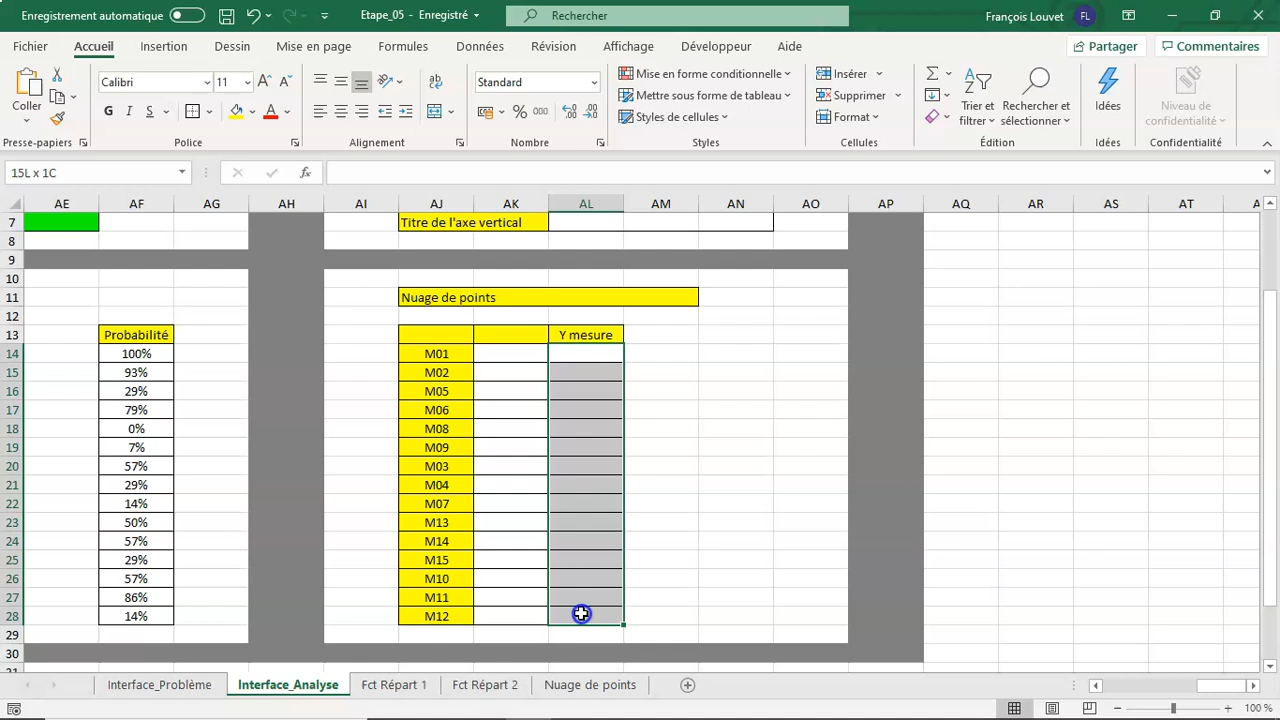 Enregistrement automatique
Etape_05 - Enregistré
Rechercher
François Louvet
FL
Fichier Accueil Insertion Dessin Mise en page Formules Données Révision Affichage Développeur Aide
Partager Commentaires
Coller
Calibri 11
G I S
Standard
% 000
Mise en forme conditionnelle
Mettre sous forme de tableau
Styles de cellules
Insérer
Supprimer
Format
Trier et filtrer
Rechercher et sélectionner
Idées
Niveau de confidentialité
Presse-papiers Police Alignement Nombre Styles Cellules Édition Idées Confidentialité
15L x 1C
fx
AE AF AG AH AI AJ AK AL AM AN AO AP AQ AR AS AT
7 Titre de l'axe vertical
8
9
10
11 Nuage de points
12
13 Probabilité Y mesure
14 100% M01
15 93% M02
16 29% M05
17 79% M06
18 0% M08
19 7% M09
20 57% M03
21 29% M04
22 14% M07
23 50% M13
24 57% M14
25 29% M15
26 57% M10
27 86% M11
28 14% M12
29
30
Interface_Problème Interface_Analyse Fct Répart 1 Fct Répart 2 Nuage de points
100 %